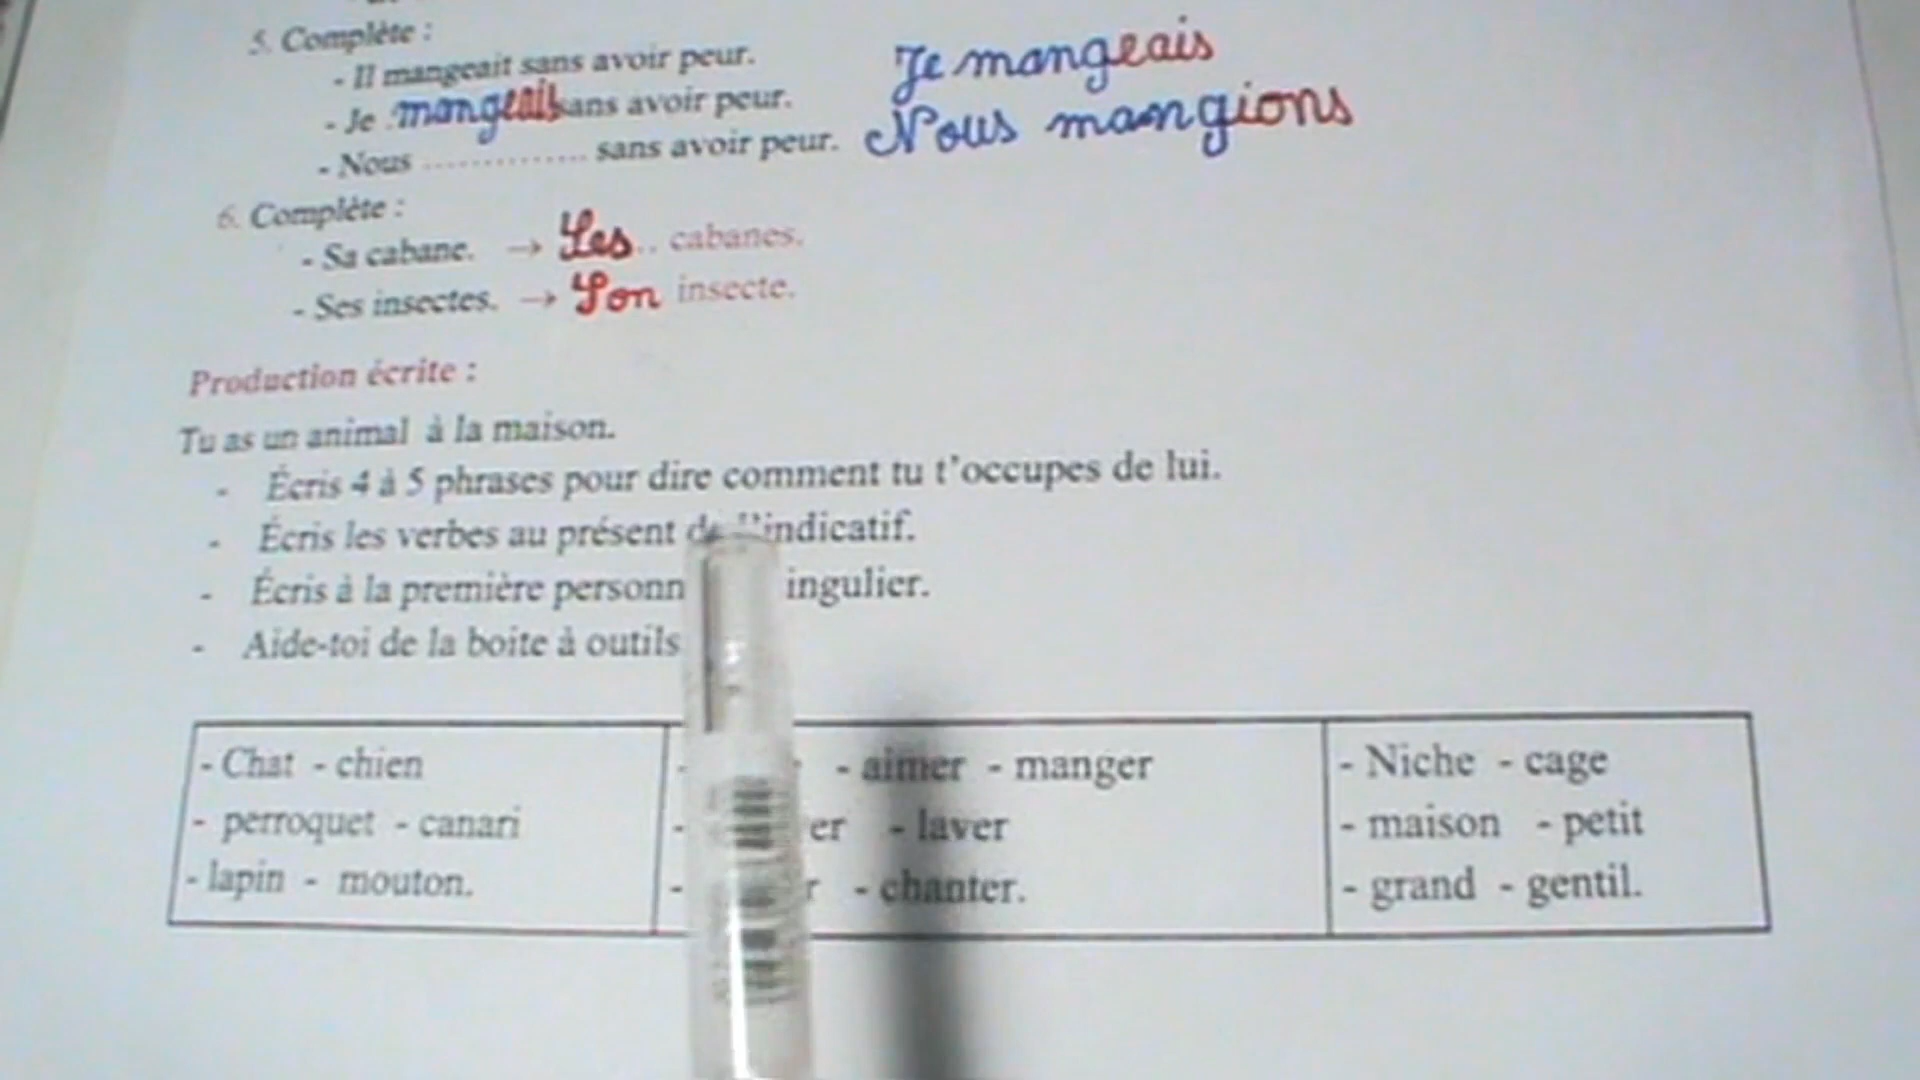 5. Complète :
- Il mangeait sans avoir peur.
Je mangeais
- Je mangeais sans avoir peur.
Nous mangions
- Nous .............. sans avoir peur.
6. Complète :
- Sa cabane. → Ses .. cabanes.
- Ses insectes. → Son insecte.
Production écrite :
Tu as un animal à la maison.
- Écris 4 à 5 phrases pour dire comment tu t'occupes de lui.
- Écris les verbes au présent de l'indicatif.
- Écris à la première personn ingulier.
- Aide-toi de la boite à outils
- Chat - chien
- perroquet - canari
- lapin - mouton.
- - aimer - manger
- er - laver
- r - chanter.
- Niche - cage
- maison - petit
- grand - gentil.